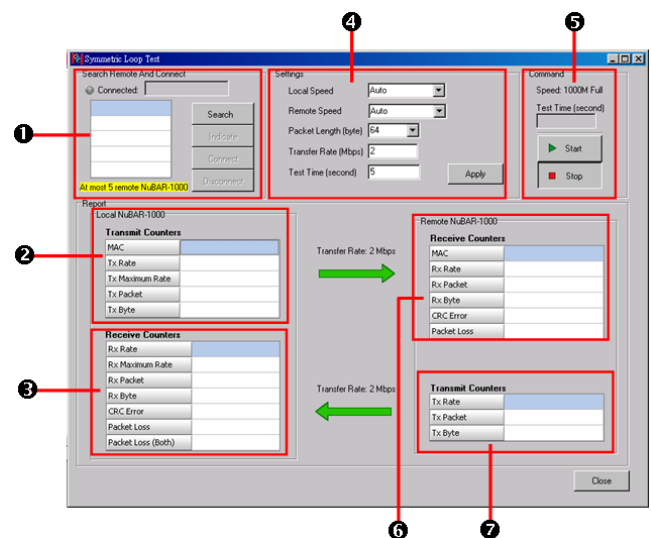 4
5
Symmetric Loop Test
Search Remote And Connect
Connected:
Search
Indicate
Connect
Disconnect
At most 5 remote NuBAR-1000
1
Settings
Local Speed Auto
Remote Speed Auto
Packet Length (byte) 64
Transfer Rate (Mbps) 2
Test Time (second) 5
Apply
Command
Speed: 1000M Full
Test Time (second)
Start
Stop
Report
Local NuBAR-1000
Transmit Counters
MAC
Tx Rate
Tx Maximum Rate
Tx Packet
Tx Byte
2
Receive Counters
Rx Rate
Rx Maximum Rate
Rx Packet
Rx Byte
CRC Error
Packet Loss
Packet Loss (Both)
3
Transfer Rate: 2 Mbps
Transfer Rate: 2 Mbps
Remote NuBAR-1000
Receive Counters
MAC
Rx Rate
Rx Packet
Rx Byte
CRC Error
Packet Loss
Transmit Counters
Tx Rate
Tx Packet
Tx Byte
Close
6
7